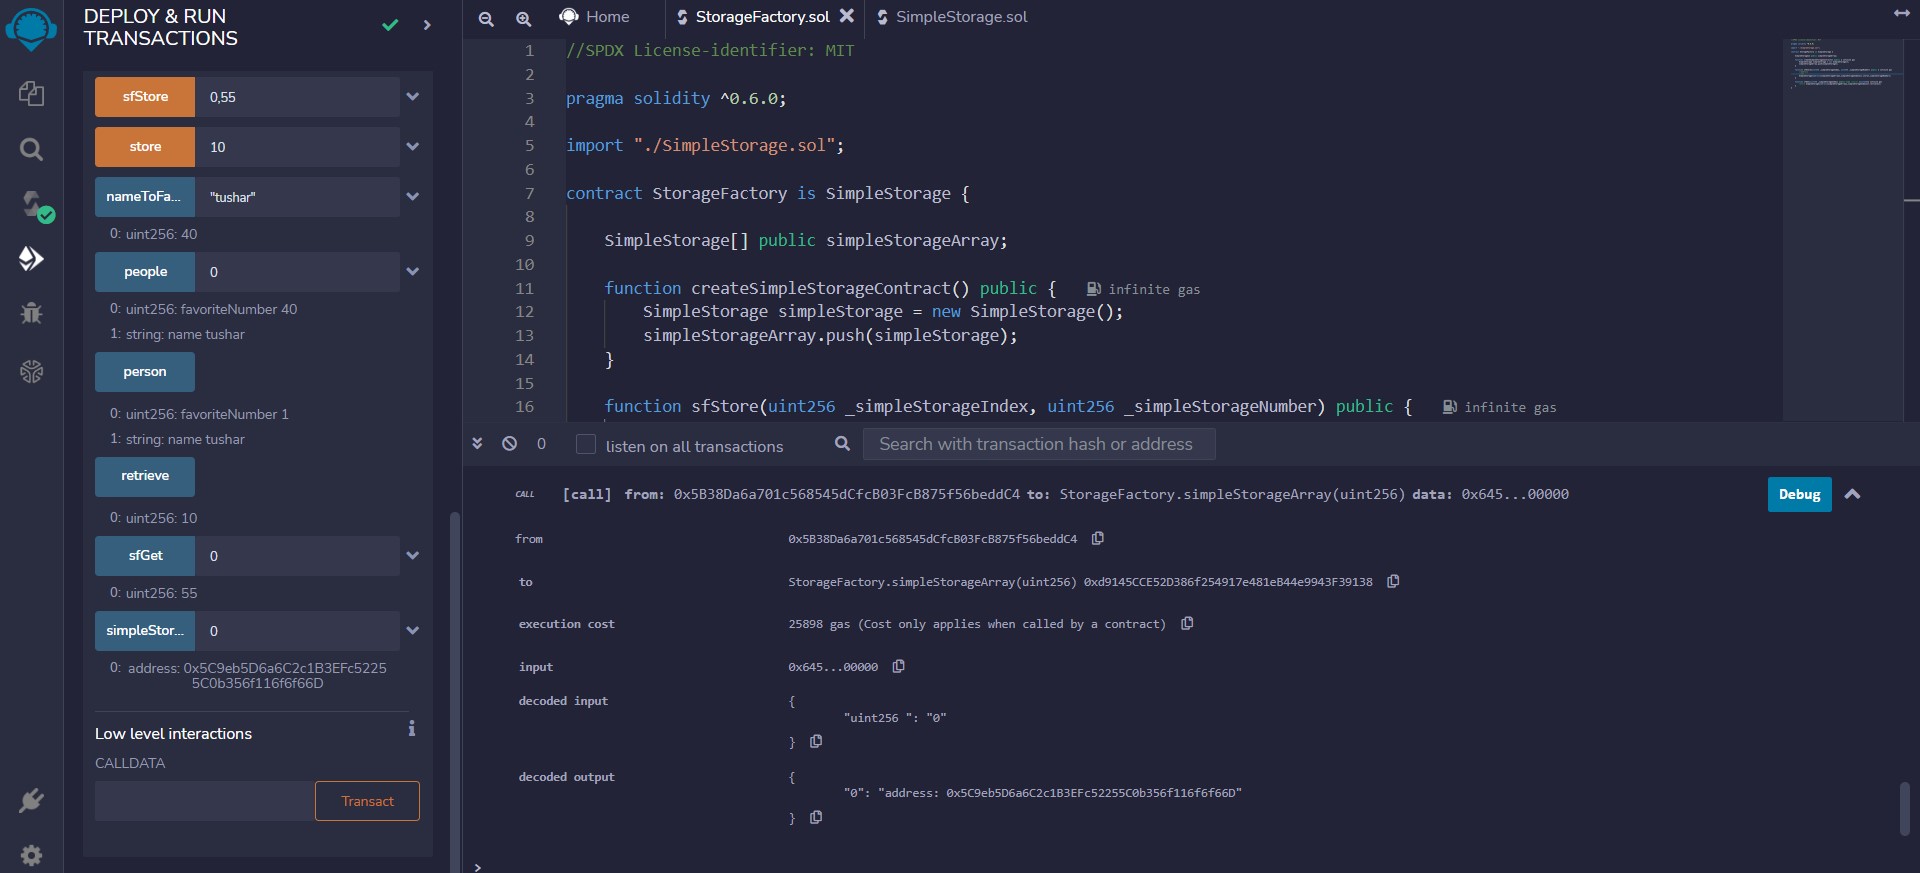 DEPLOY & RUN
TRANSACTIONS
sfStore 0,55
store 10
nameToFa... "tushar"
0: uint256: 40
people 0
0: uint256: favoriteNumber 40
1: string: name tushar
person
0: uint256: favoriteNumber 1
1: string: name tushar
retrieve
0: uint256: 10
sfGet 0
0: uint256: 55
simpleStor... 0
0: address: 0x5C9eb5D6a6C2c1B3EFc5225
5C0b356f116f6f66D
Low level interactions
CALLDATA
Transact
Home StorageFactory.sol SimpleStorage.sol
1 //SPDX License-identifier: MIT
2
3 pragma solidity ^0.6.0;
4
5 import "./SimpleStorage.sol";
6
7 contract StorageFactory is SimpleStorage {
8
9 SimpleStorage[] public simpleStorageArray;
10
11 function createSimpleStorageContract() public { infinite gas
12 SimpleStorage simpleStorage = new SimpleStorage();
13 simpleStorageArray.push(simpleStorage);
14 }
15
16 function sfStore(uint256 _simpleStorageIndex, uint256 _simpleStorageNumber) public { infinite gas
0 listen on all transactions Search with transaction hash or address
CALL [call] from: 0x5B38Da6a701c568545dCfcB03FcB875f56beddC4 to: StorageFactory.simpleStorageArray(uint256) data: 0x645...00000 Debug
from 0x5B38Da6a701c568545dCfcB03FcB875f56beddC4
to StorageFactory.simpleStorageArray(uint256) 0xd9145CCE52D386f254917e481eB44e9943F39138
execution cost 25898 gas (Cost only applies when called by a contract)
input 0x645...00000
decoded input {
"uint256 ": "0"
}
decoded output {
"0": "address: 0x5C9eb5D6a6C2c1B3EFc52255C0b356f116f6f66D"
}
>